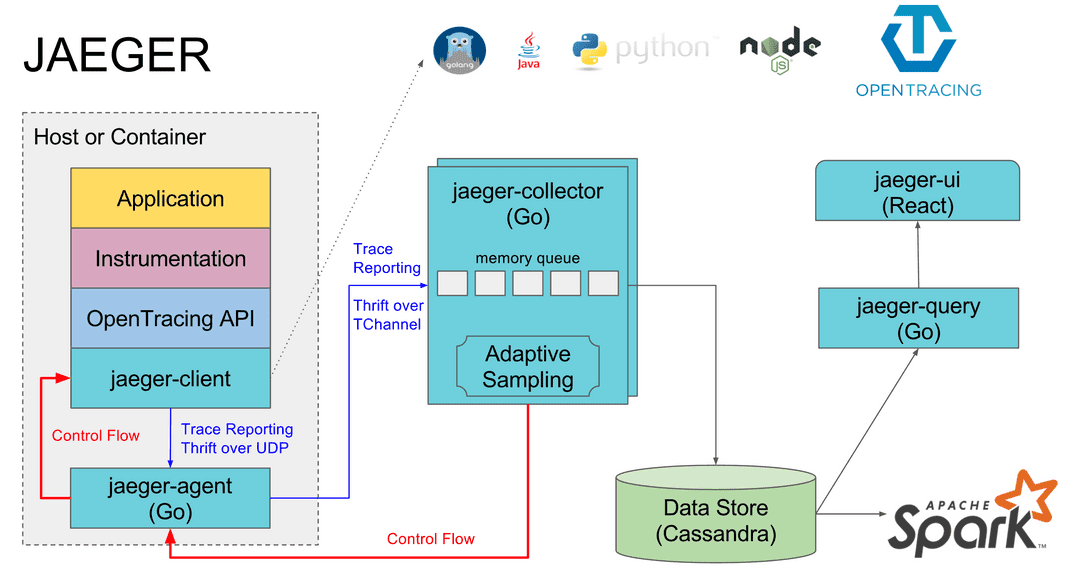 JAEGER
golang
Java
python
node
JS
OPENTRACING
Host or Container
Application
Instrumentation
OpenTracing API
jaeger-client
Control Flow
Trace Reporting
Thrift over UDP
jaeger-agent
(Go)
Trace
Reporting
Thrift over
TChannel
jaeger-collector
(Go)
memory queue
Adaptive
Sampling
Control Flow
jaeger-ui
(React)
jaeger-query
(Go)
Data Store
(Cassandra)
APACHE
Spark™